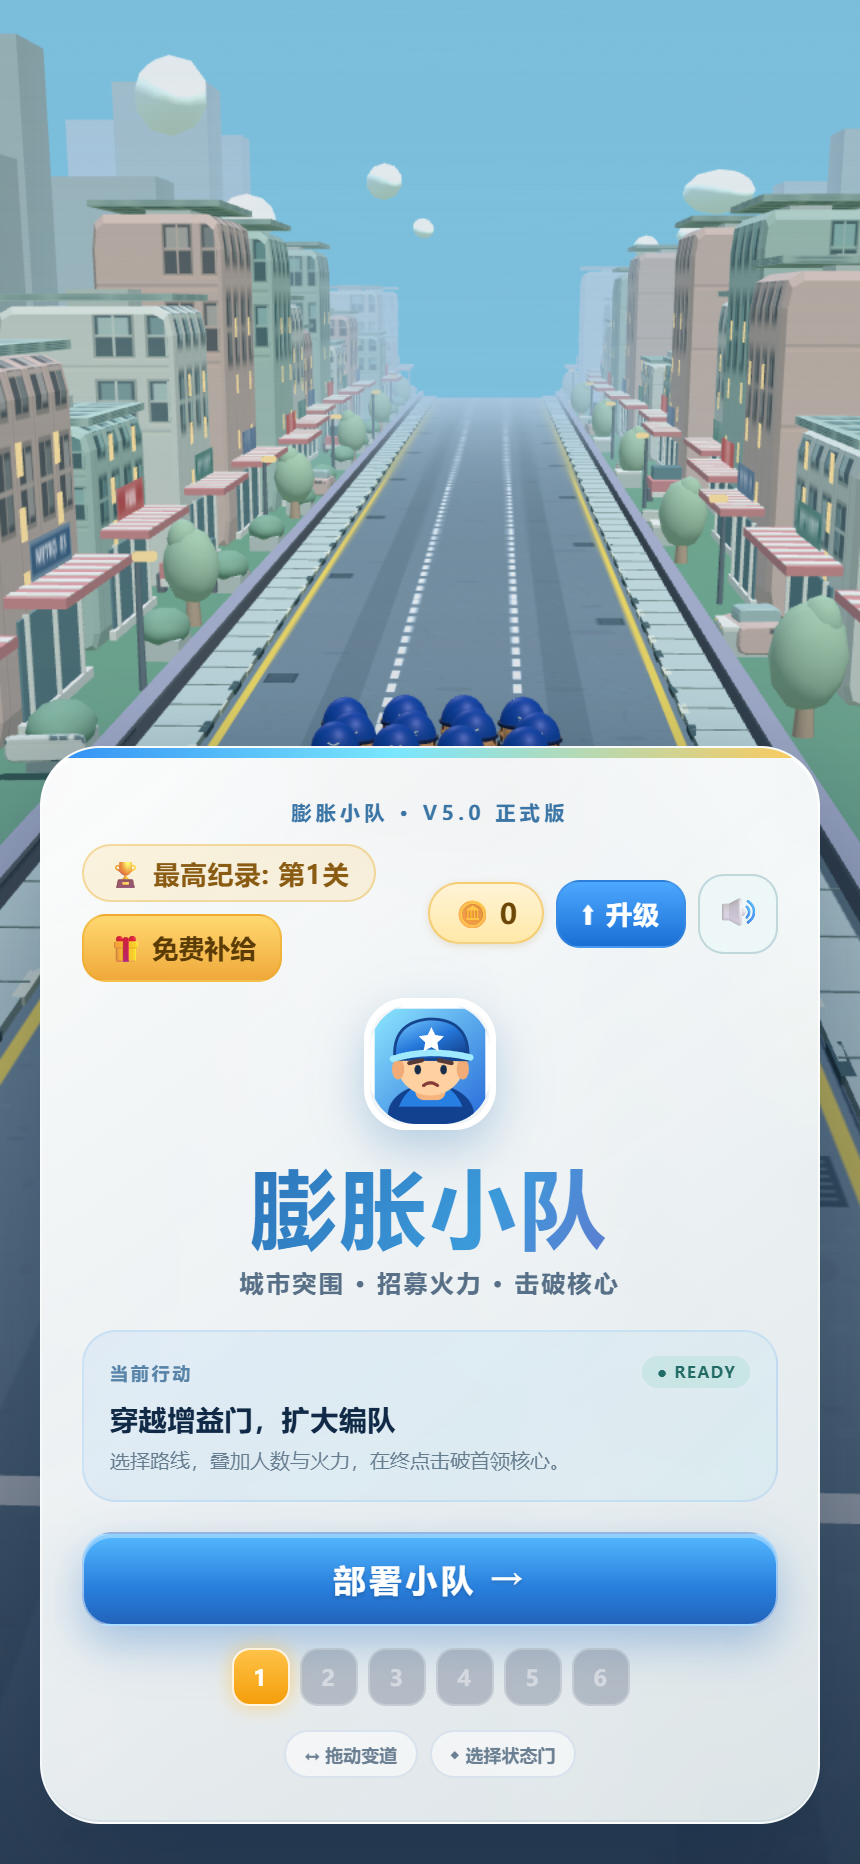 膨胀小队 • V5.0 正式版
最高纪录: 第1关
免费补给
0
升级
膨胀小队
城市突围 • 招募火力 • 击破核心
当前行动
● READY
穿越增益门，扩大编队
选择路线，叠加人数与火力，在终点击破首领核心。
部署小队 →
1 2 3 4 5 6
↔ 拖动变道
◆ 选择状态门